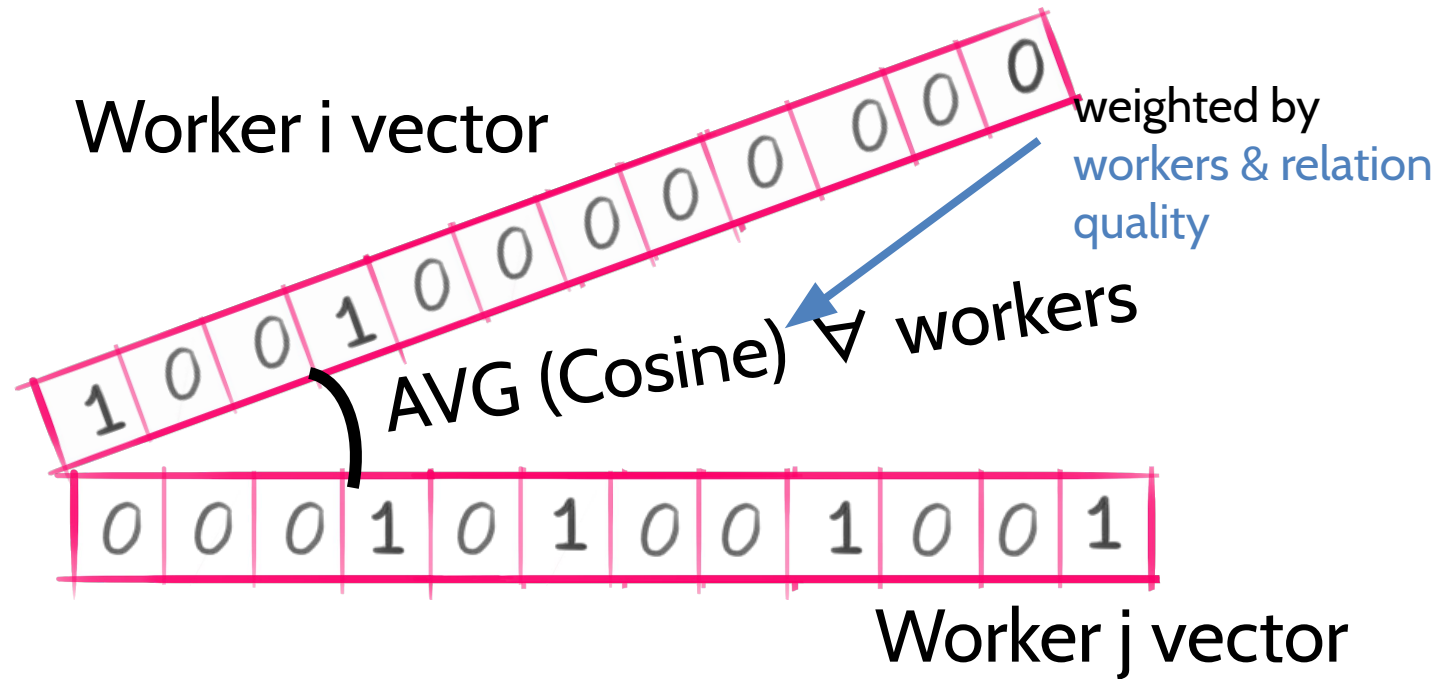 Worker i vector
1 0 0 1 0 0 0 0 0 0 0 0
weighted by
workers & relation
quality
AVG (Cosine) ∀ workers
0 0 0 1 0 1 0 0 1 0 0 1
Worker j vector